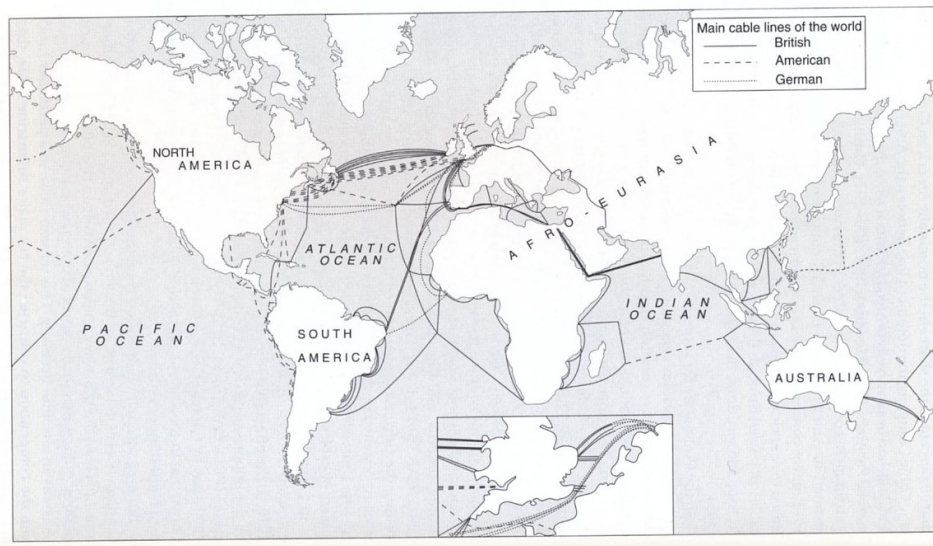 Main cable lines of the world
British
American
German
NORTH
AMERICA
AFRO-EURASIA
ATLANTIC
OCEAN
PACIFIC
OCEAN
SOUTH
AMERICA
INDIAN
OCEAN
AUSTRALIA